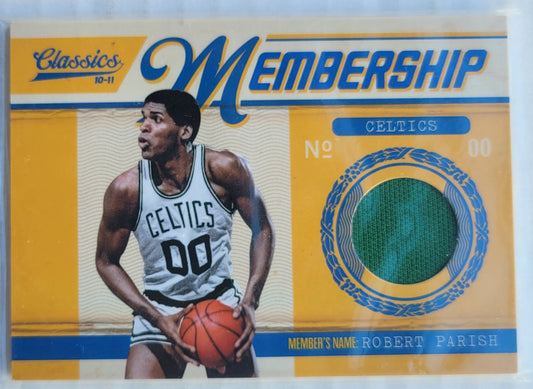 Classics
10-11
MEMBERSHIP
CELTICS
Nº 00
CELTICS
00
MEMBER'S NAME: ROBERT PARISH